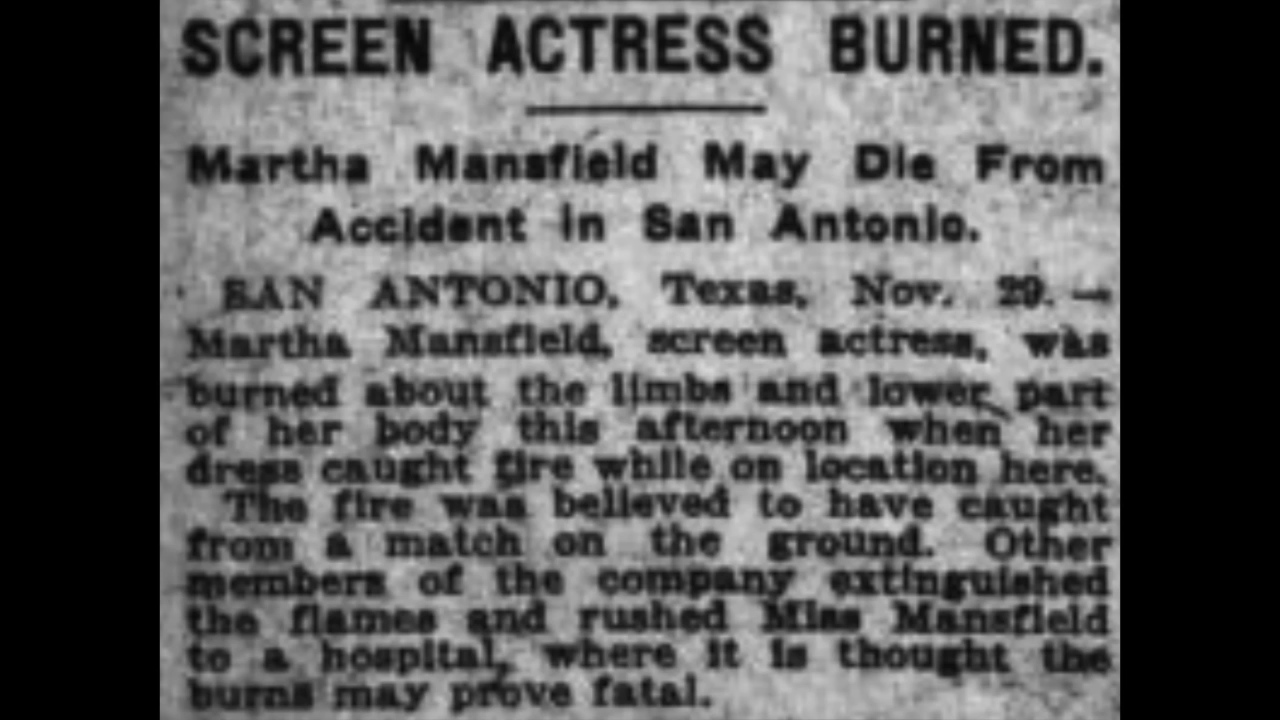 SCREEN ACTRESS BURNED.
Martha Mansfield May Die From
Accident in San Antonio.
SAN ANTONIO, Texas, Nov. 29. —
Martha Mansfield, screen actress, was
burned about the limbs and lower part
of her body this afternoon when her
dress caught fire while on location here.
The fire was believed to have caught
from a match on the ground. Other
members of the company extinguished
the flames and rushed Miss Mansfield
to a hospital, where it is thought the
burns may prove fatal.